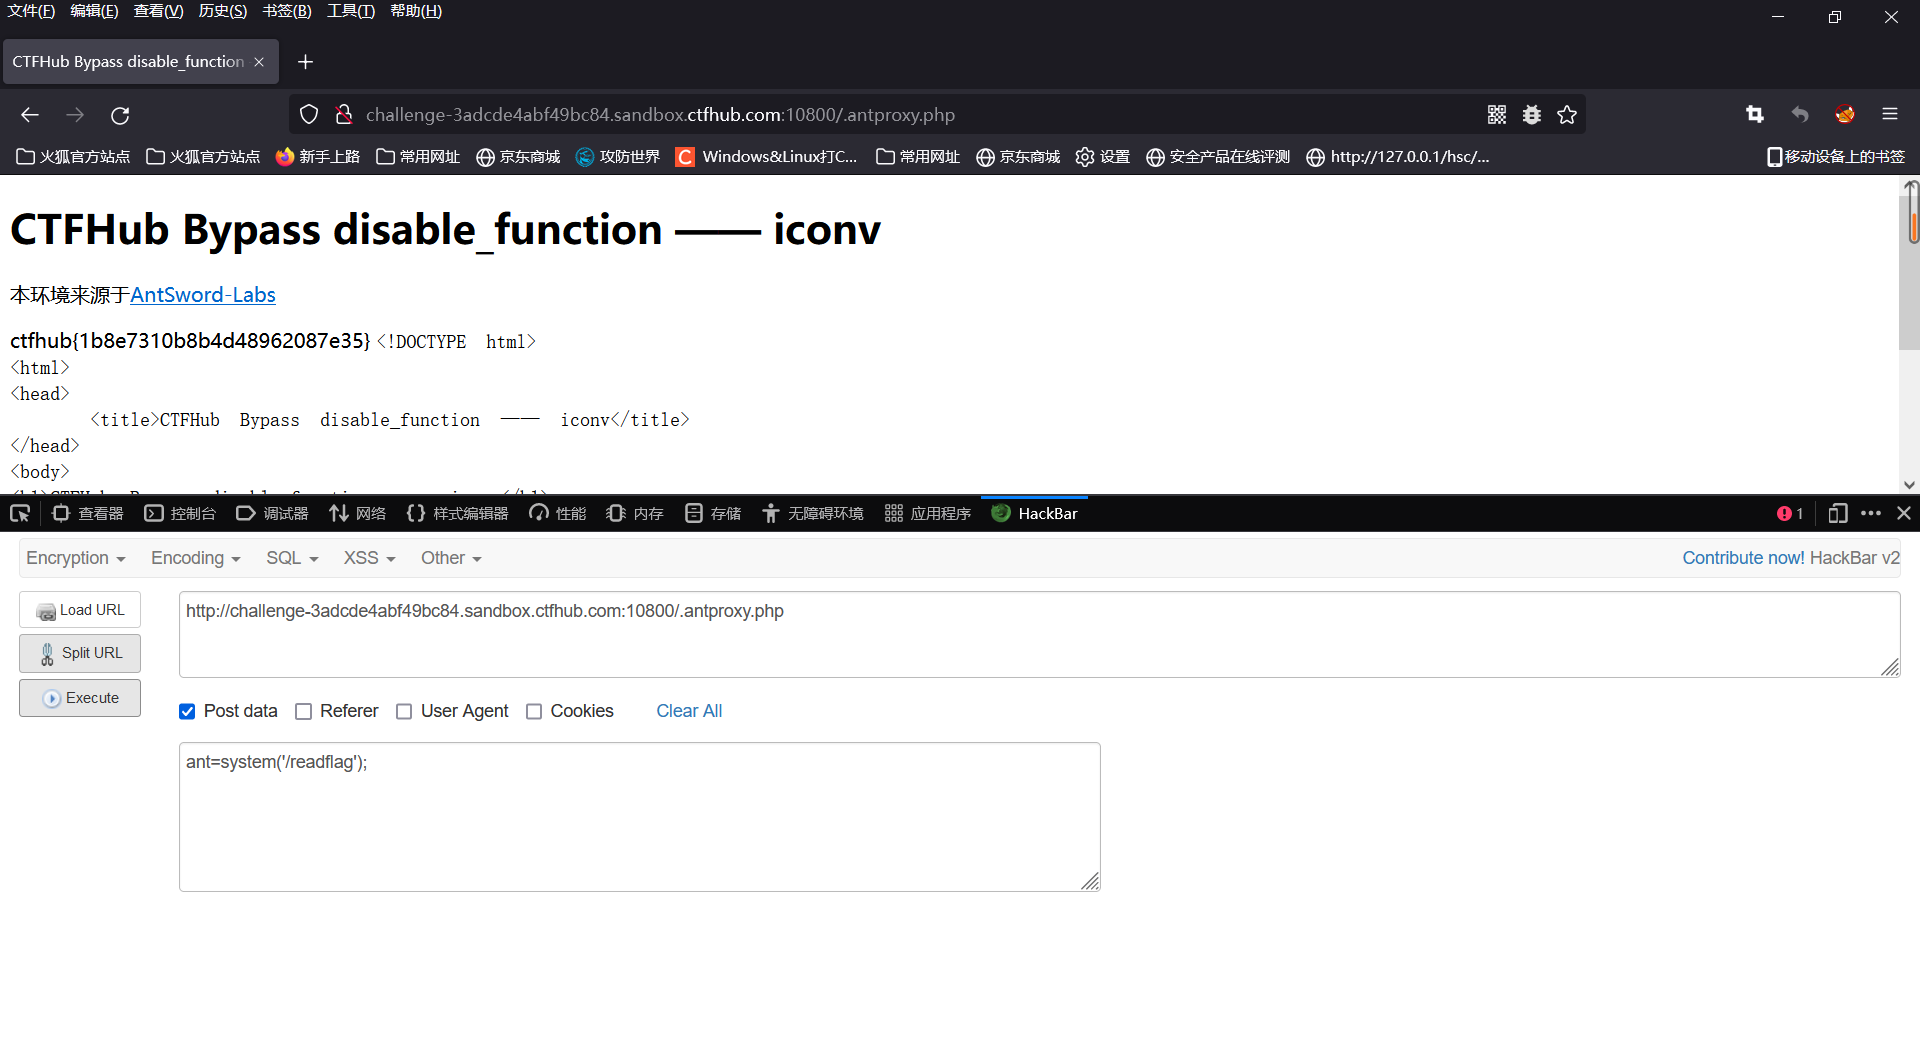 文件(F) 编辑(E) 查看(V) 历史(S) 书签(B) 工具(T) 帮助(H)
CTFHub Bypass disable_function
challenge-3adcde4abf49bc84.sandbox.ctfhub.com:10800/.antproxy.php
火狐官方站点 火狐官方站点 新手上路 常用网址 京东商城 攻防世界 C Windows&Linux打C... 常用网址 京东商城 设置 安全产品在线评测 http://127.0.0.1/hsc/... 移动设备上的书签
CTFHub Bypass disable_function —— iconv
本环境来源于AntSword-Labs
ctfhub{1b8e7310b8b4d48962087e35} <!DOCTYPE html>
<html>
<head>
<title>CTFHub Bypass disable_function —— iconv</title>
</head>
<body>
查看器 控制台 调试器 网络 {} 样式编辑器 性能 内存 存储 无障碍环境 应用程序 HackBar 1
Encryption Encoding SQL XSS Other Contribute now! HackBar v2
Load URL http://challenge-3adcde4abf49bc84.sandbox.ctfhub.com:10800/.antproxy.php
Split URL
Execute
Post data Referer User Agent Cookies Clear All
ant=system('/readflag');